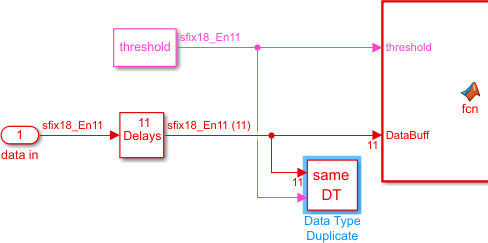 sfix18_En11
threshold
threshold
fcn
sfix18_En11
11
Delays
sfix18_En11 (11)
1
data in
DataBuff
11
11
same
DT
Data Type
Duplicate